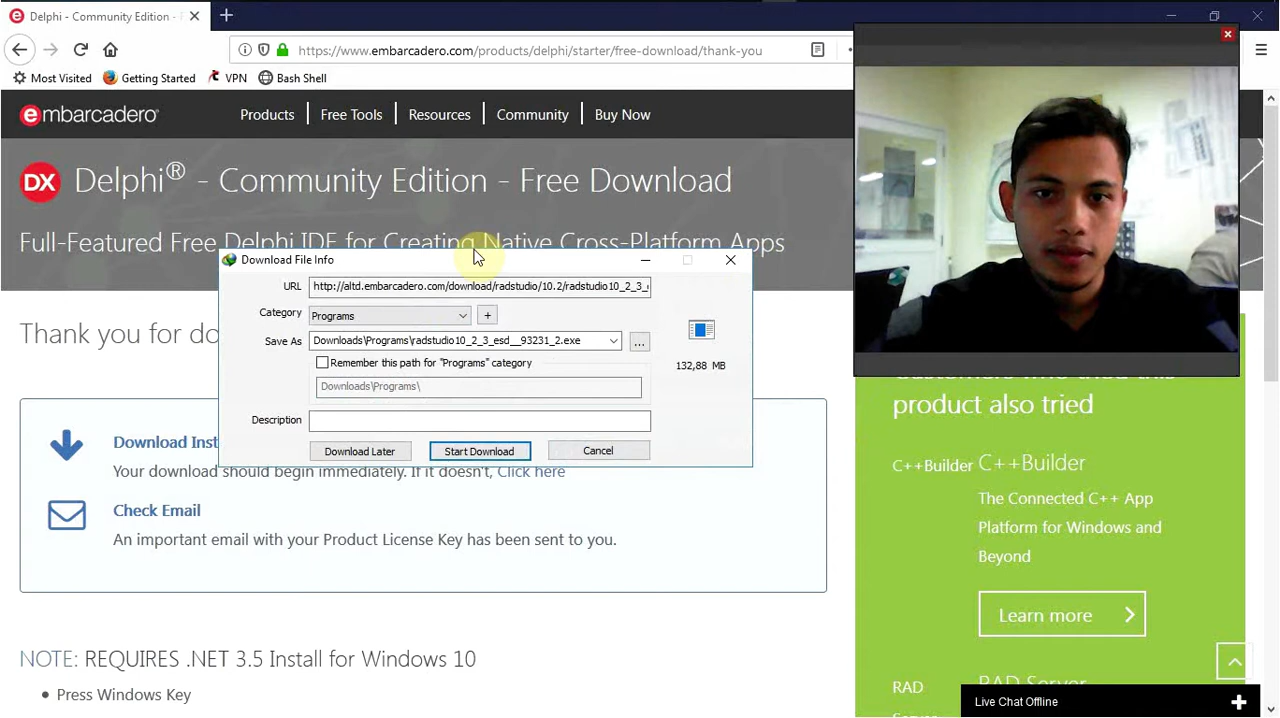 Delphi - Community Edition -
https://www.embarcadero.com/products/delphi/starter/free-download/thank-you
Most Visited
Getting Started
VPN
Bash Shell
embarcadero®
Products
Free Tools
Resources
Community
Buy Now
DX
Delphi® - Community Edition - Free Download
Full-Featured Free Delphi IDE for Creating Native Cross-Platform Apps
Download File Info
URL
http://altd.embarcadero.com/download/radstudio/10.2/radstudio10_2_3_
Category
Programs
+
Save As
Downloads\Programs\radstudio10_2_3_esd__93231_2.exe
...
132,88 MB
Remember this path for "Programs" category
Downloads\Programs\
Description
Download Later
Start Download
Cancel
Thank you for do
Download Inst
Your download should begin immediately. If it doesn't, Click here
Check Email
An important email with your Product License Key has been sent to you.
NOTE: REQUIRES .NET 3.5 Install for Windows 10
• Press Windows Key
Customers who tried this
product also tried
C++Builder
C++Builder
The Connected C++ App
Platform for Windows and
Beyond
Learn more
RAD
Server
RAD Server
Live Chat Offline